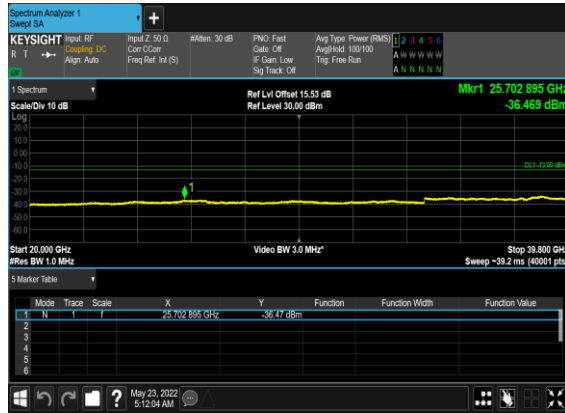 Spectrum Analyzer 1
Swept SA
+
KEYSIGHT
R T
LW
Input: RF
Coupling: DC
Align: Auto
Input Z: 50 Ω
Corr CCorr
Freq Ref: Int (S)
#Atten: 30 dB
PNO: Fast
Gate: Off
IF Gain: Low
Sig Track: Off
Avg Type: Power (RMS)
Avg|Hold: 100/100
Trig: Free Run
1 2 3 4 5 6
A W W W W W
A N N N N N
1 Spectrum
Scale/Div 10 dB
Ref Lvl Offset 15.53 dB
Ref Level 30.00 dBm
Mkr1 25.702 895 GHz
-36.469 dBm
Log
20.0
10.0
0.00
-10.0
DL1 -13.00 dBm
-20.0
-30.0
1
-40.0
-50.0
-60.0
Start 20.000 GHz
Video BW 3.0 MHz*
Stop 39.800 GHz
#Res BW 1.0 MHz
Sweep ~39.2 ms (40001 pts)
5 Marker Table
Mode Trace Scale X Y Function Function Width Function Value
1 N 1 f 25.702 895 GHz -36.47 dBm
2
3
4
5
6
?
May 23, 2022
5:12:04 AM